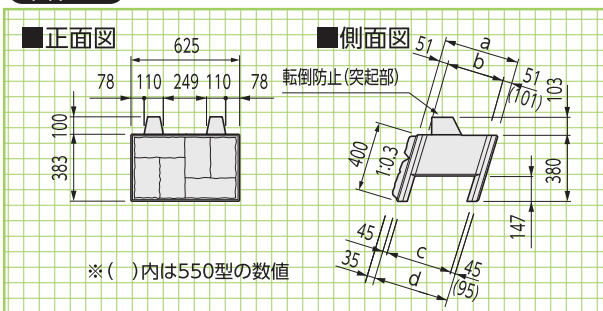 ■正面図
625
78 110 249 110 78
100
383
※(　)内は550型の数値
■側面図
51
a
b
51
(101)
103
転倒防止(突起部)
400
1:0.3
380
147
45
35
c
d
45
(95)